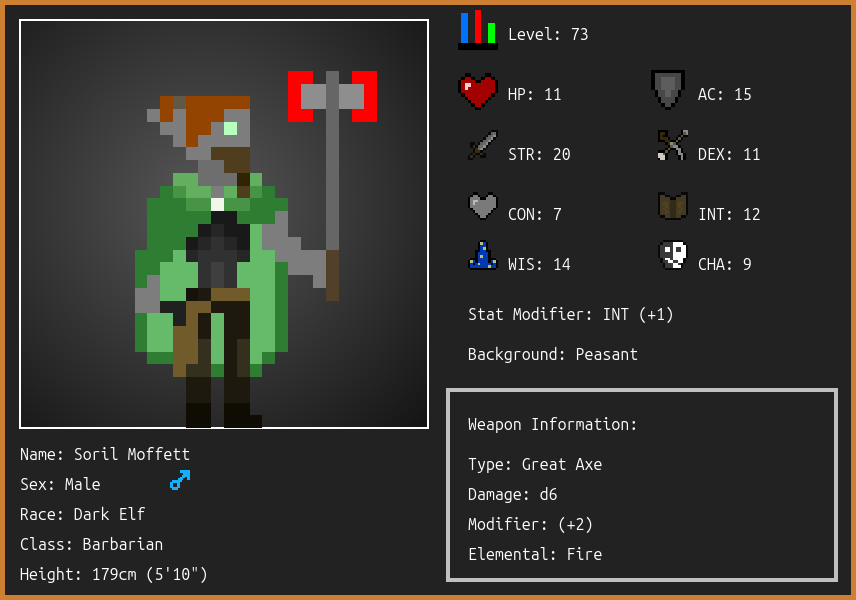 Level: 73
HP: 11
AC: 15
STR: 20
DEX: 11
CON: 7
INT: 12
WIS: 14
CHA: 9
Stat Modifier: INT (+1)
Background: Peasant
Weapon Information:
Type: Great Axe
Damage: d6
Modifier: (+2)
Elemental: Fire
Name: Soril Moffett
Sex: Male
Race: Dark Elf
Class: Barbarian
Height: 179cm (5'10")